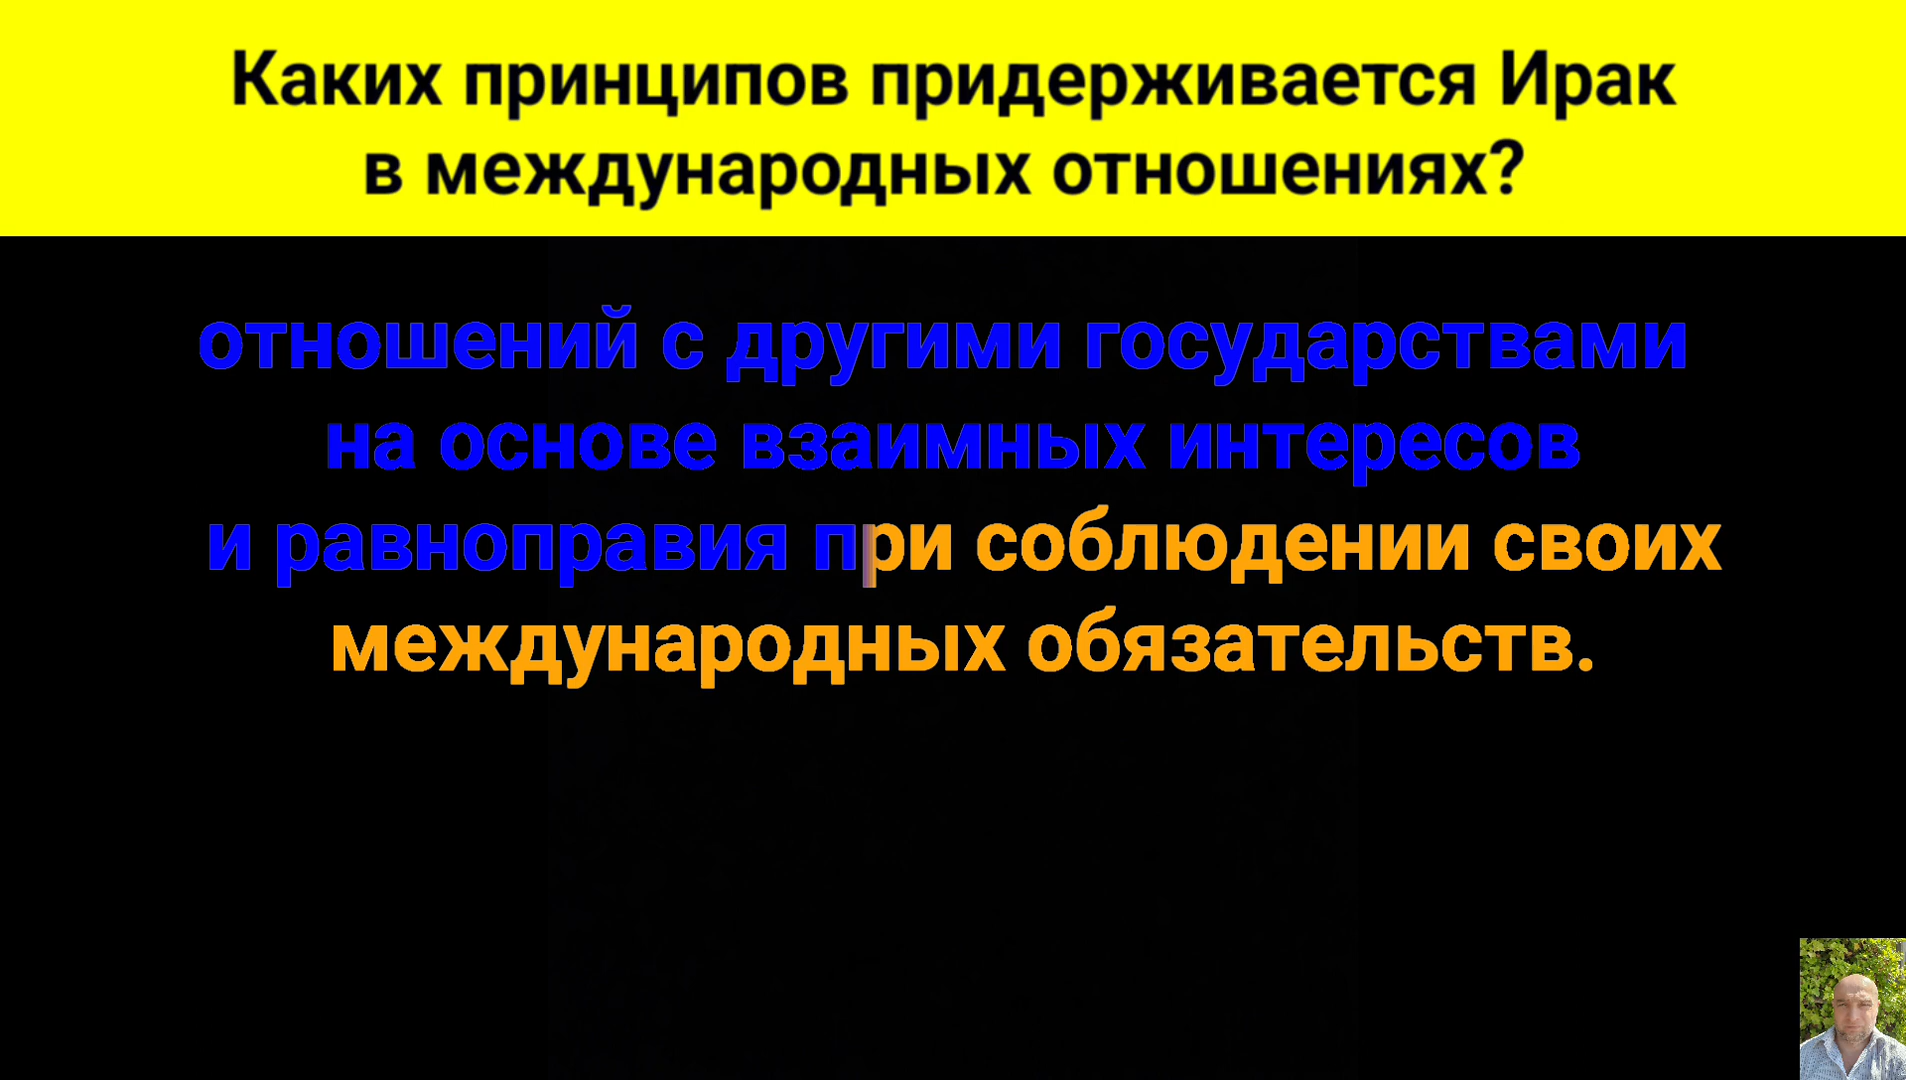 Каких принципов придерживается Ирак
в международных отношениях?
отношений с другими государствами
на основе взаимных интересов
и равноправия при соблюдении своих
международных обязательств.